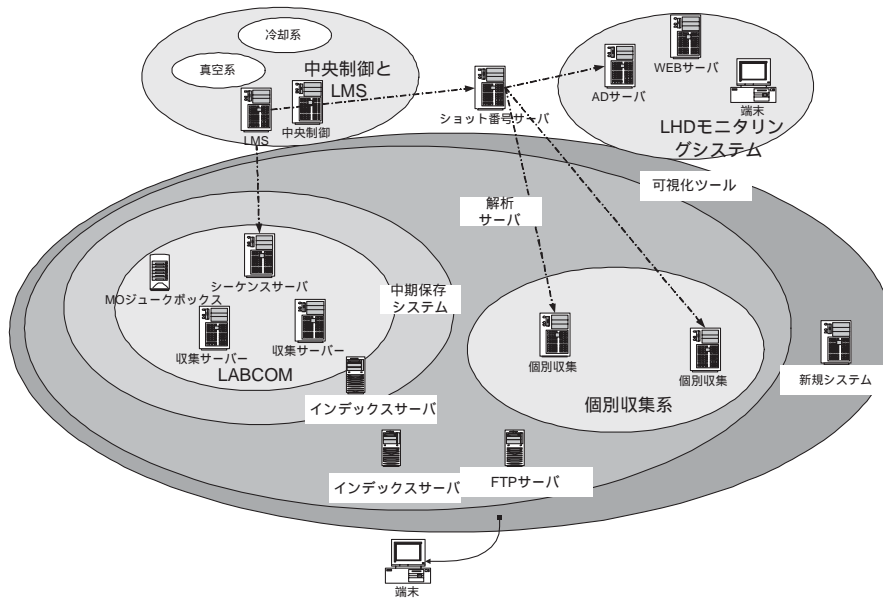 冷却系
真空系
中央制御と
LMS
LMS
中央制御
ショット番号サーバ
ADサーバ
WEBサーバ
端末
LHDモニタリン
グシステム
可視化ツール
解析
サーバ
シーケンスサーバ
MOジュークボックス
中期保存
システム
収集サーバー
収集サーバー
LABCOM
インデックスサーバ
個別収集
個別収集
個別収集系
新規システム
インデックスサーバ
FTPサーバ
端末